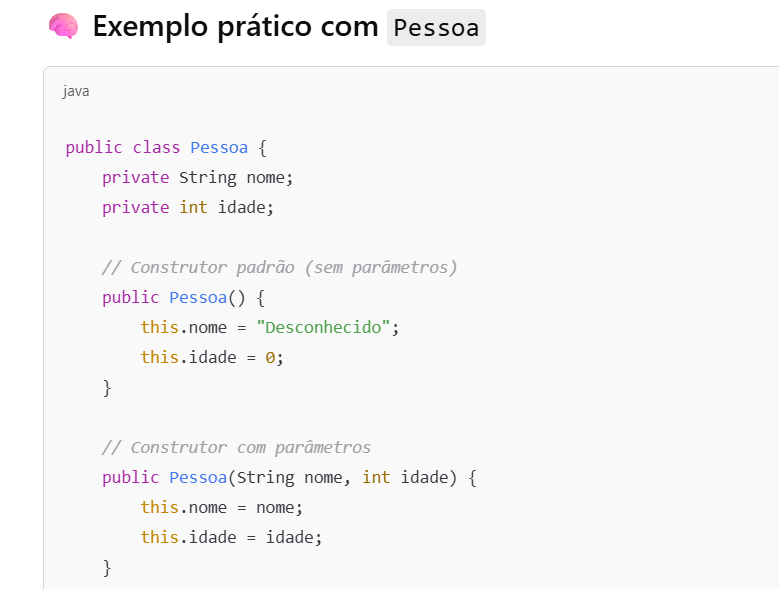 Exemplo prático com Pessoa
java
public class Pessoa {
    private String nome;
    private int idade;
    // Construtor padrão (sem parâmetros)
    public Pessoa() {
        this.nome = "Desconhecido";
        this.idade = 0;
    }
    // Construtor com parâmetros
    public Pessoa(String nome, int idade) {
        this.nome = nome;
        this.idade = idade;
    }